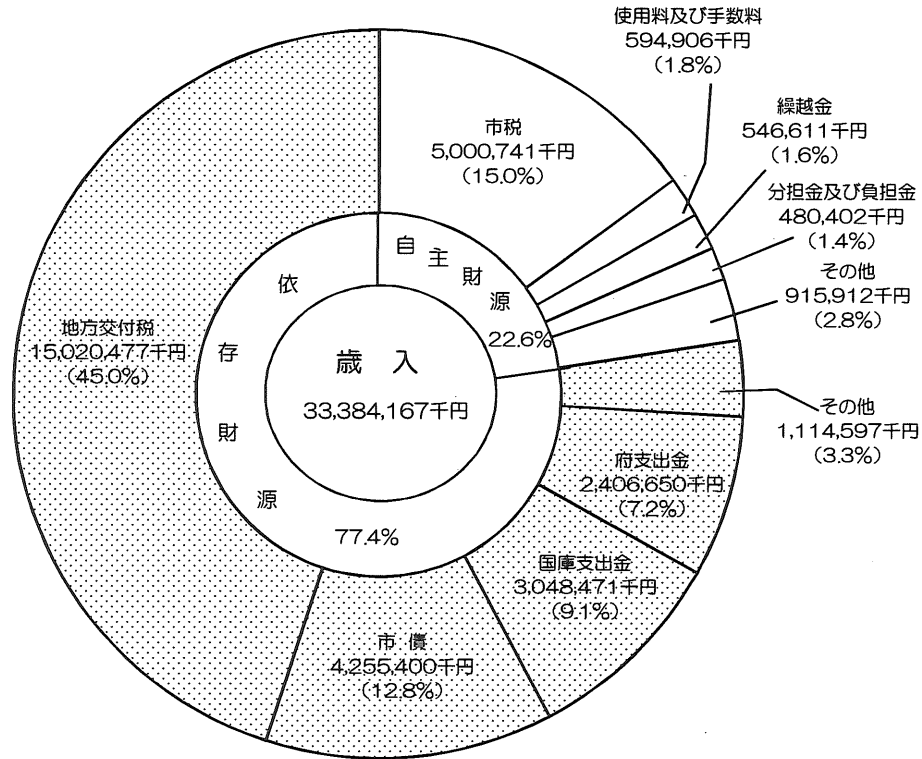 使用料及び手数料
594,906千円
(1.8%)
繰越金
546,611千円
(1.6%)
分担金及び負担金
480,402千円
(1.4%)
その他
915,912千円
(2.8%)
市税
5,000,741千円
(15.0%)
自主財源
22.6%
依存財源
77.4%
歳 入
33,384,167千円
地方交付税
15,020,477千円
(45.0%)
その他
1,114,597千円
(3.3%)
府支出金
2,406,650千円
(7.2%)
国庫支出金
3,048,471千円
(9.1%)
市 債
4,255,400千円
(12.8%)